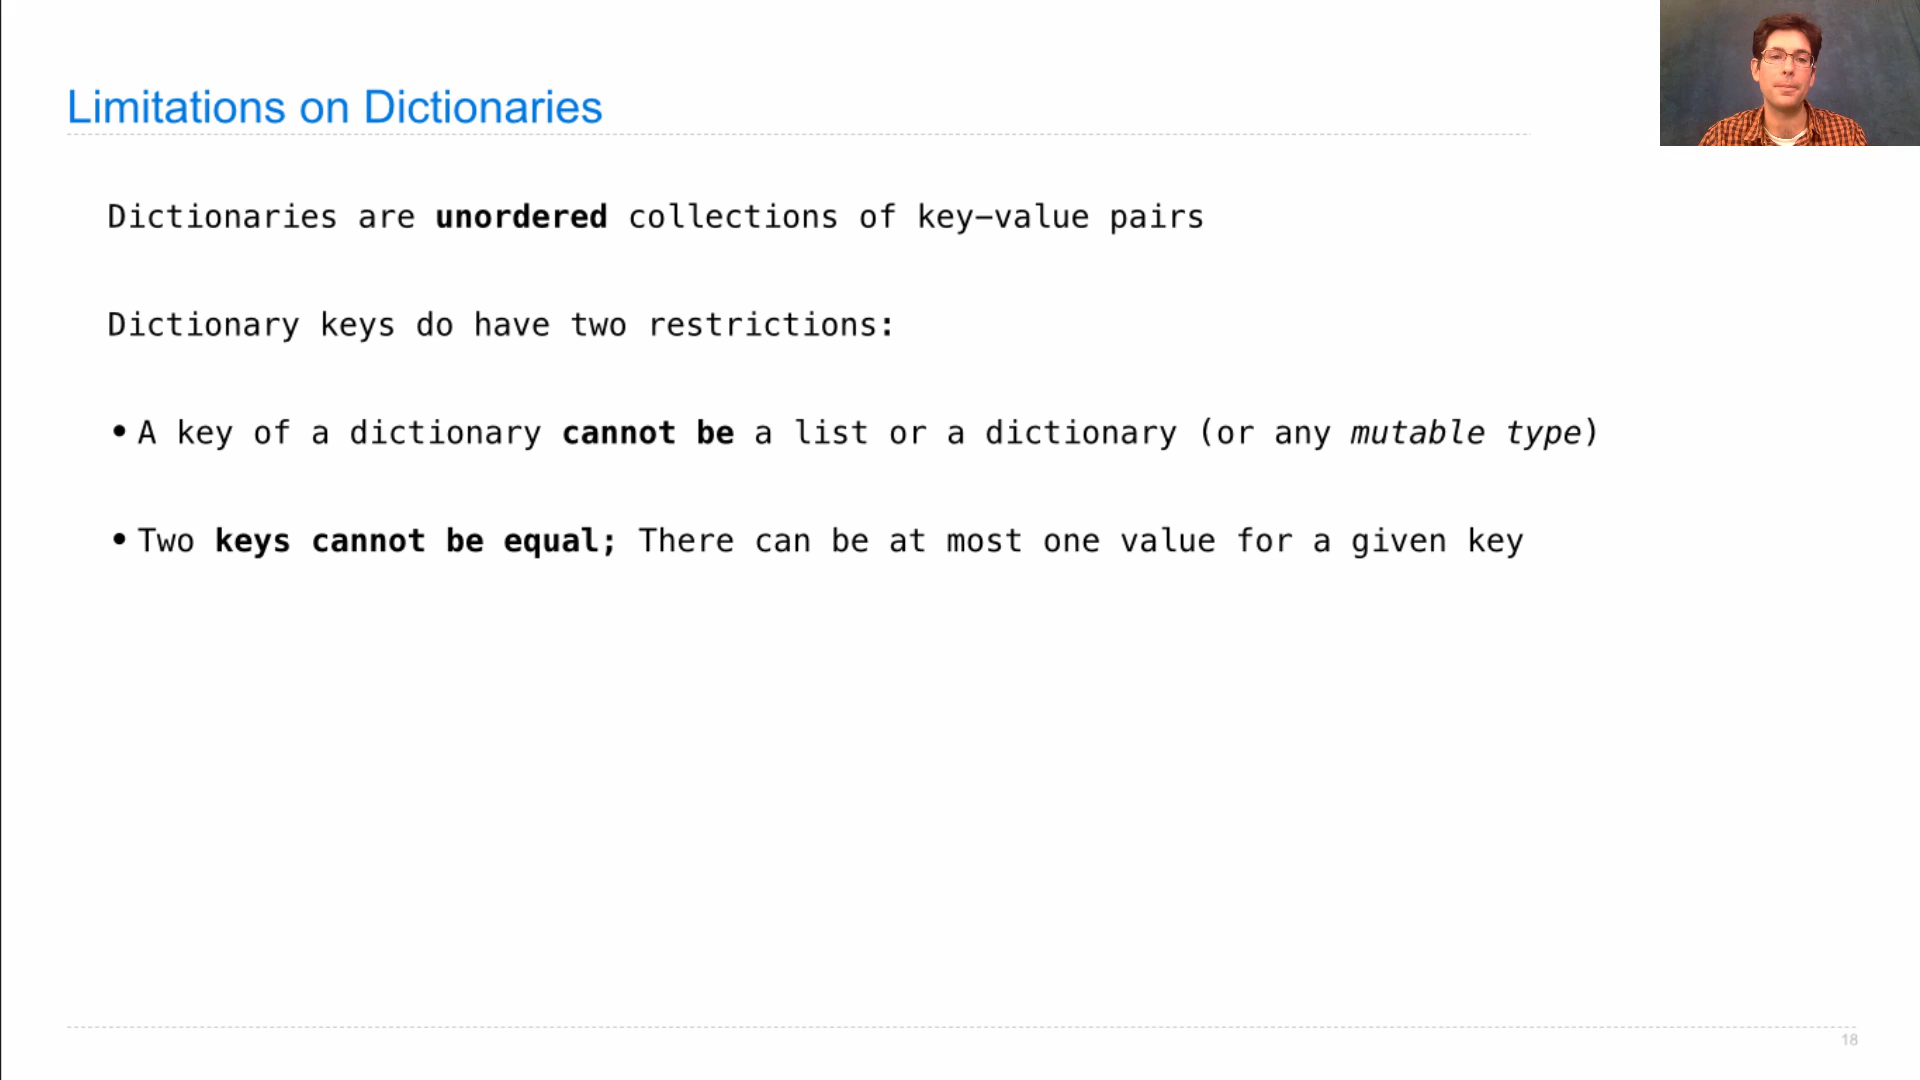 Limitations on Dictionaries
Dictionaries are unordered collections of key-value pairs
Dictionary keys do have two restrictions:
• A key of a dictionary cannot be a list or a dictionary (or any mutable type)
• Two keys cannot be equal; There can be at most one value for a given key
18